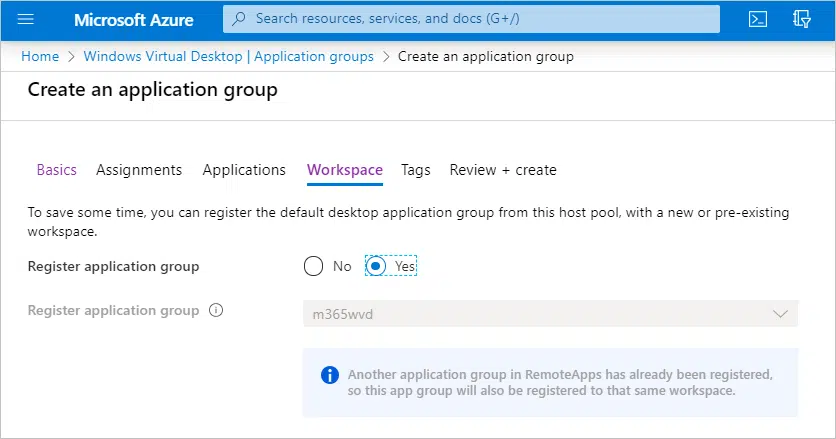 Microsoft Azure
Search resources, services, and docs (G+/)
Home > Windows Virtual Desktop | Application groups > Create an application group
Create an application group
Basics Assignments Applications Workspace Tags Review + create
To save some time, you can register the default desktop application group from this host pool, with a new or pre-existing
workspace.
Register application group No Yes
Register application group m365wvd
Another application group in RemoteApps has already been registered,
so this app group will also be registered to that same workspace.